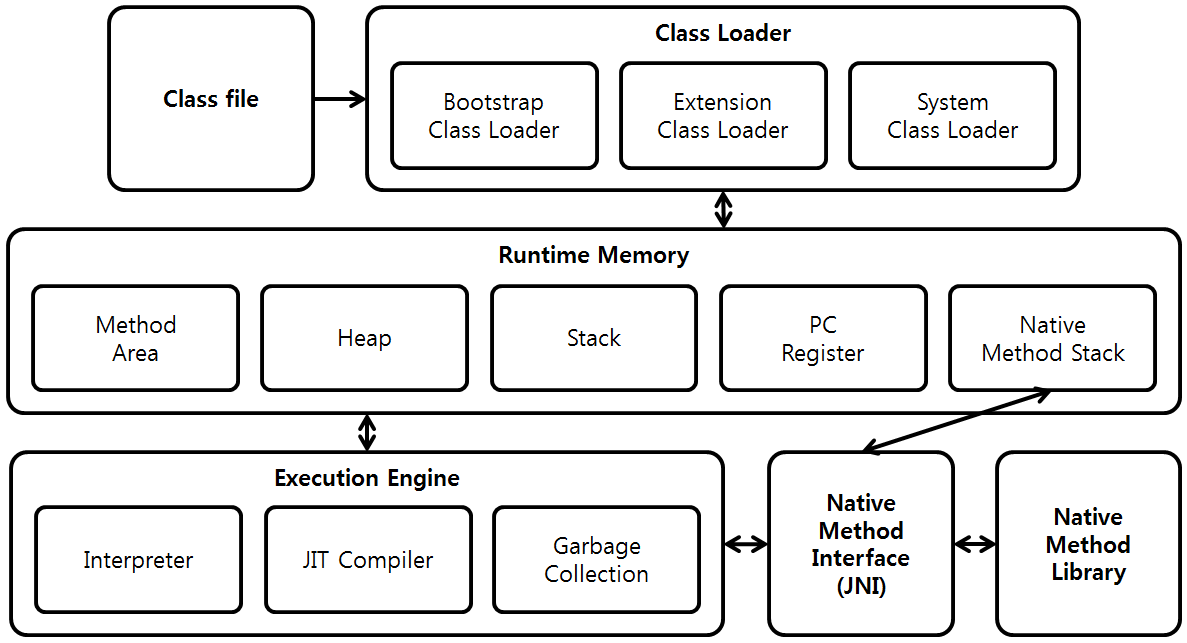 Class file
Class Loader
Bootstrap
Class Loader
Extension
Class Loader
System
Class Loader
Runtime Memory
Method
Area
Heap
Stack
PC
Register
Native
Method Stack
Execution Engine
Interpreter
JIT Compiler
Garbage
Collection
Native
Method
Interface
(JNI)
Native
Method
Library